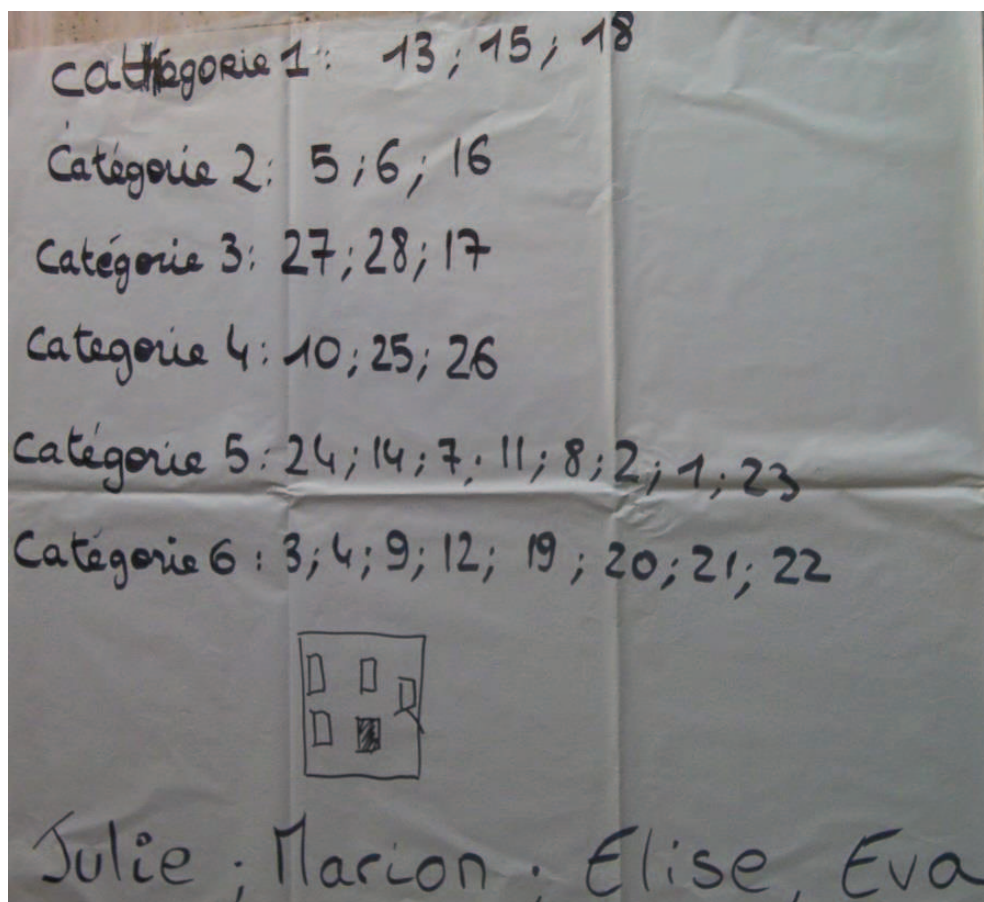 Cathégorie 1 : 13 ; 15 ; 18
Catégorie 2 : 5 ; 6 ; 16
Catégorie 3 : 27 ; 28 ; 17
Categorie 4 : 10 ; 25 ; 26
Catégorie 5 : 24 ; 14 ; 7 ; 11 ; 8 ; 2 ; 1 ; 23
Catégorie 6 : 3 ; 4 ; 9 ; 12 ; 19 ; 20 ; 21 ; 22
Julie ; Marion ; Elise , Eva